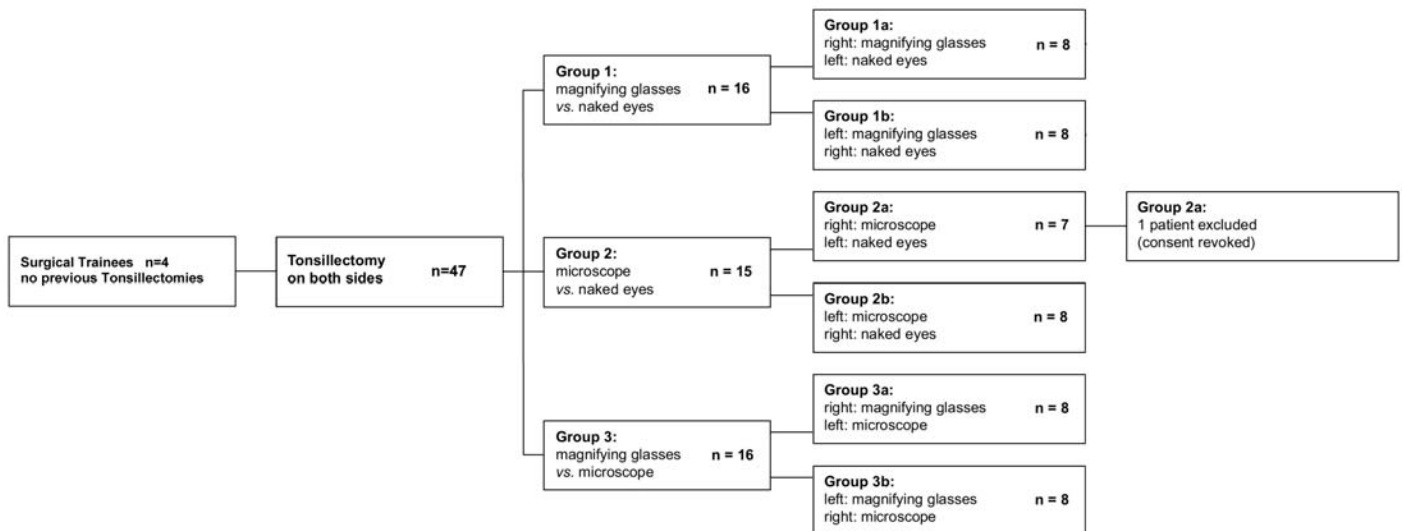 Surgical Trainees n=4
no previous Tonsillectomies
Tonsillectomy
on both sides n=47
Group 1:
magnifying glasses n = 16
vs. naked eyes
Group 1a:
right: magnifying glasses n = 8
left: naked eyes
Group 1b:
left: magnifying glasses n = 8
right: naked eyes
Group 2:
microscope n = 15
vs. naked eyes
Group 2a:
right: microscope n = 7
left: naked eyes
Group 2a:
1 patient excluded
(consent revoked)
Group 2b:
left: microscope n = 8
right: naked eyes
Group 3:
magnifying glasses n = 16
vs. microscope
Group 3a:
right: magnifying glasses n = 8
left: microscope
Group 3b:
left: magnifying glasses n = 8
right: microscope